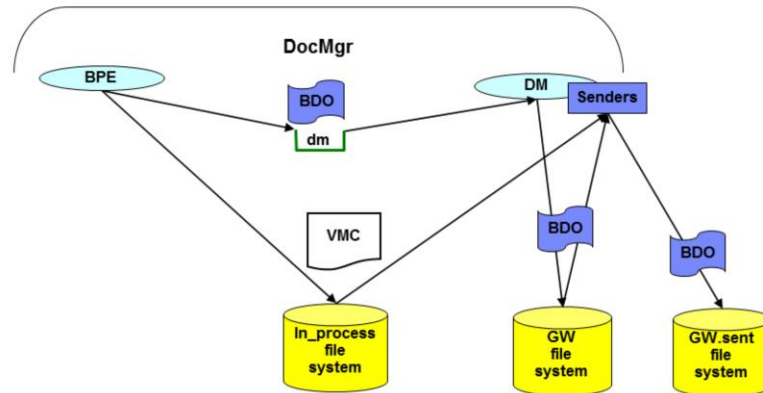 DocMgr
BPE
BDO
DM
Senders
dm
VMC
BDO
BDO
In_process
file
system
GW
file
system
GW.sent
file
system